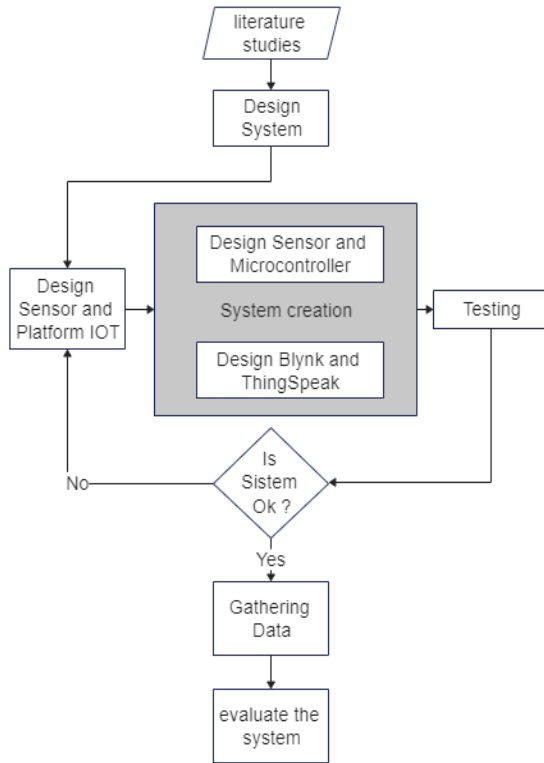 literature
studies
Design
System
Design
Sensor and
Platform IOT
Design Sensor and
Microcontroller
System creation
Design Blynk and
ThingSpeak
Testing
Is
Sistem
Ok ?
No
Yes
Gathering
Data
evaluate the
system